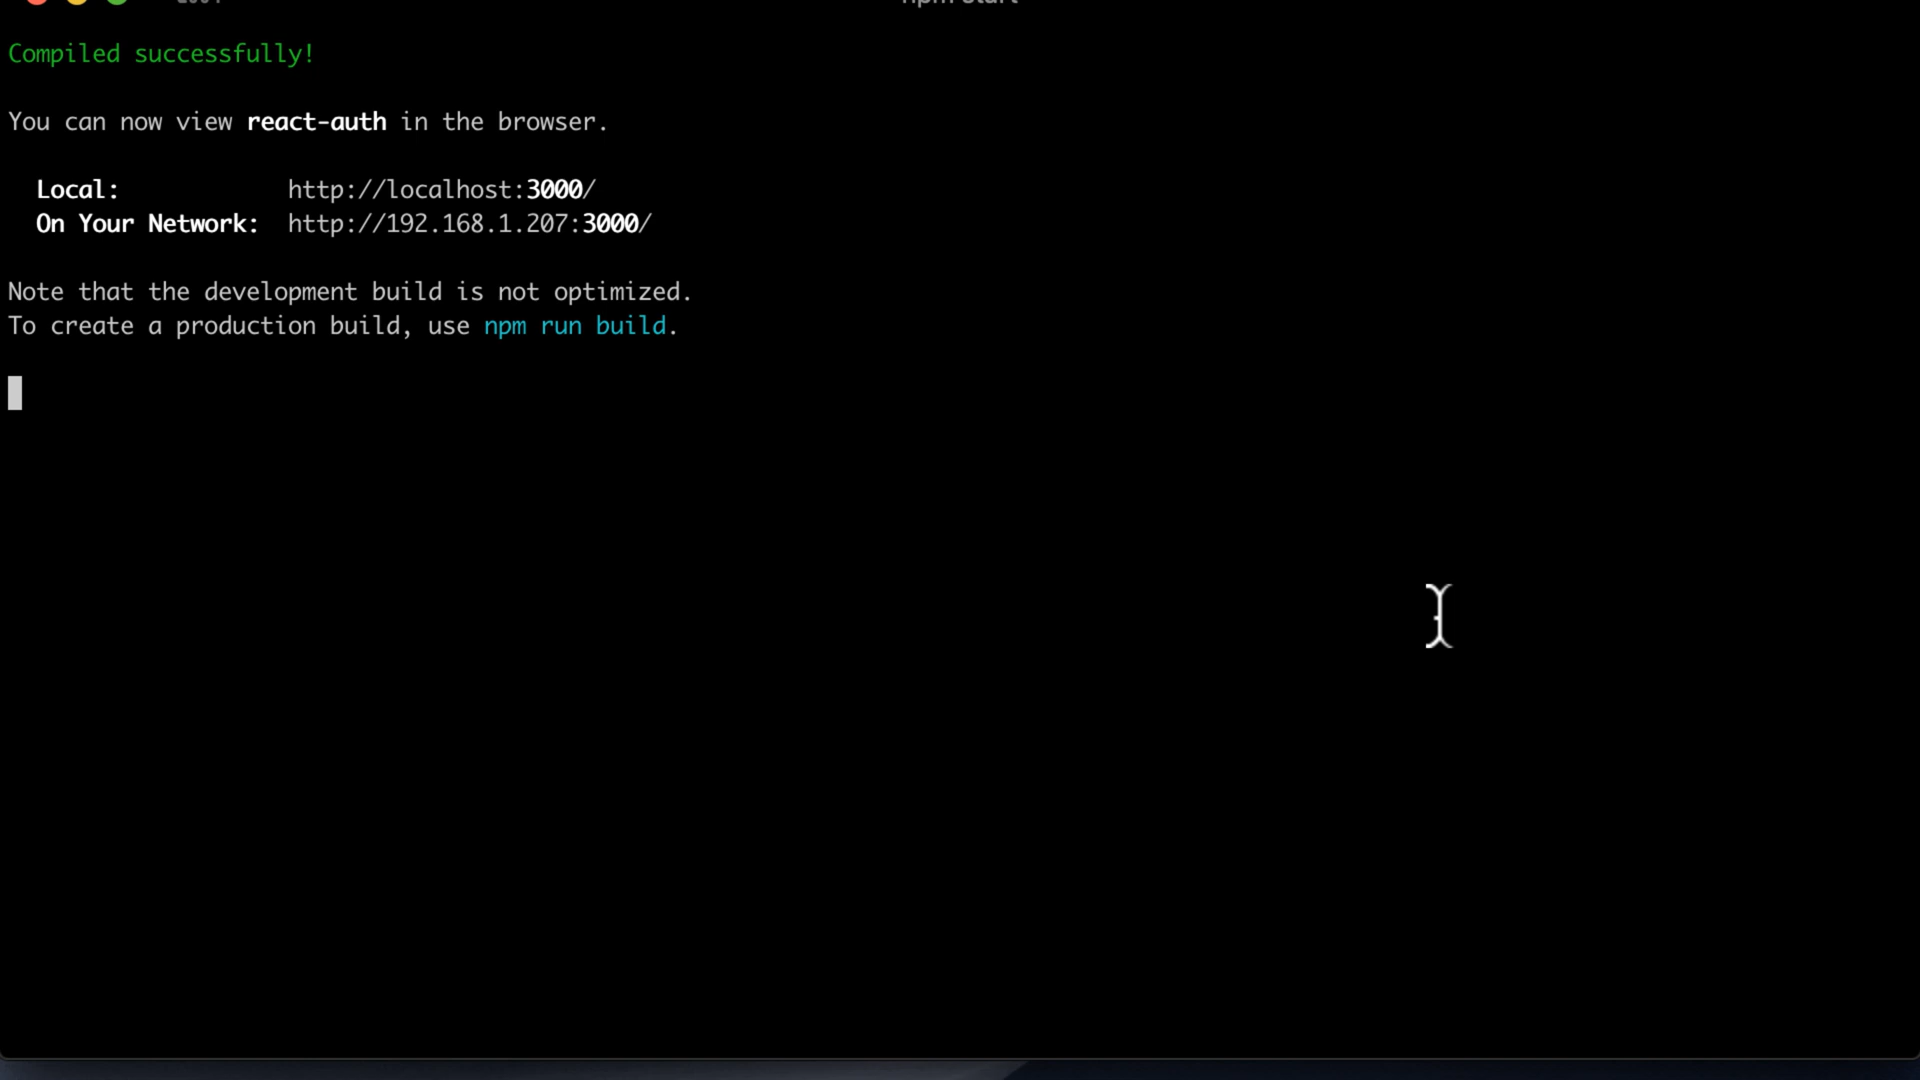 npm start
Compiled successfully!
You can now view react-auth in the browser.
Local: http://localhost:3000/
On Your Network: http://192.168.1.207:3000/
Note that the development build is not optimized.
To create a production build, use npm run build.